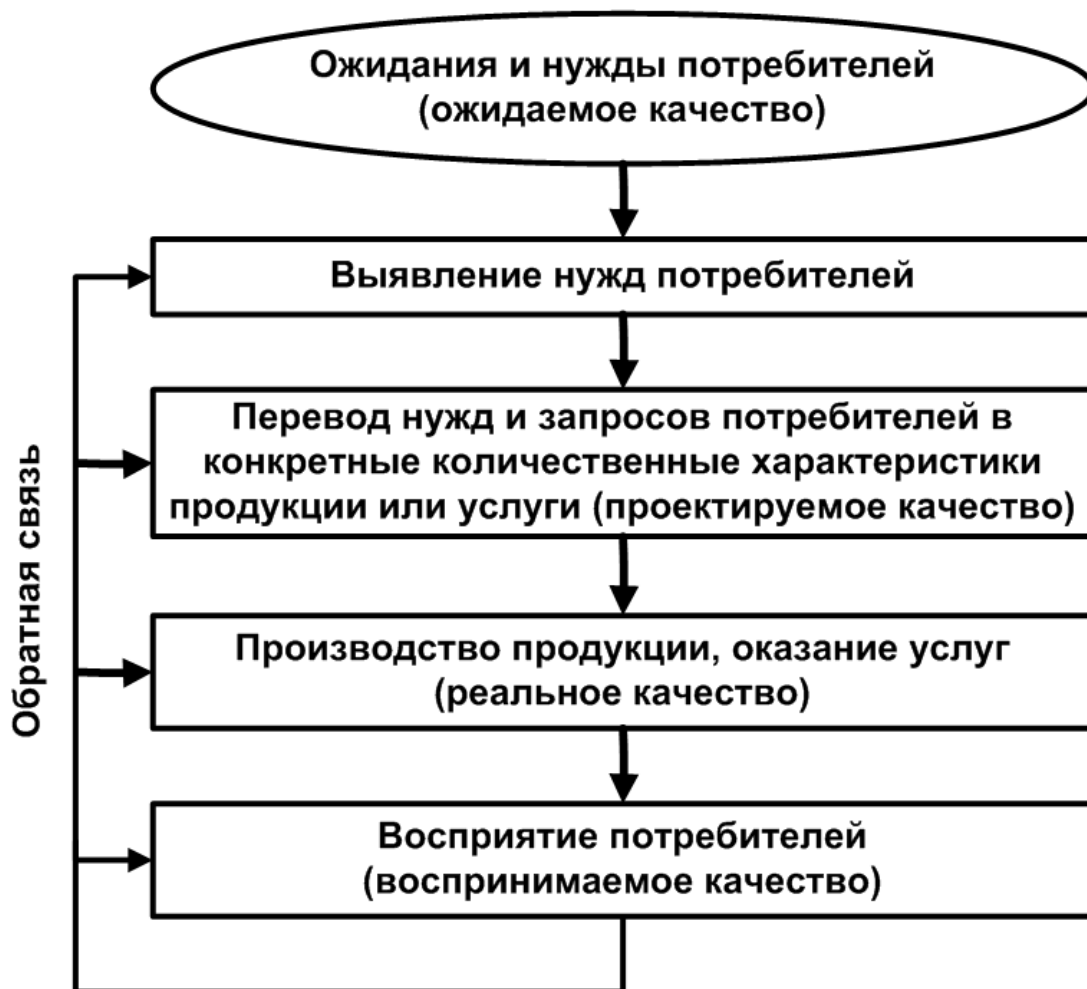 Ожидания и нужды потребителей
(ожидаемое качество)
Выявление нужд потребителей
Перевод нужд и запросов потребителей в
конкретные количественные характеристики
продукции или услуги (проектируемое качество)
Производство продукции, оказание услуг
(реальное качество)
Восприятие потребителей
(воспринимаемое качество)
Обратная связь